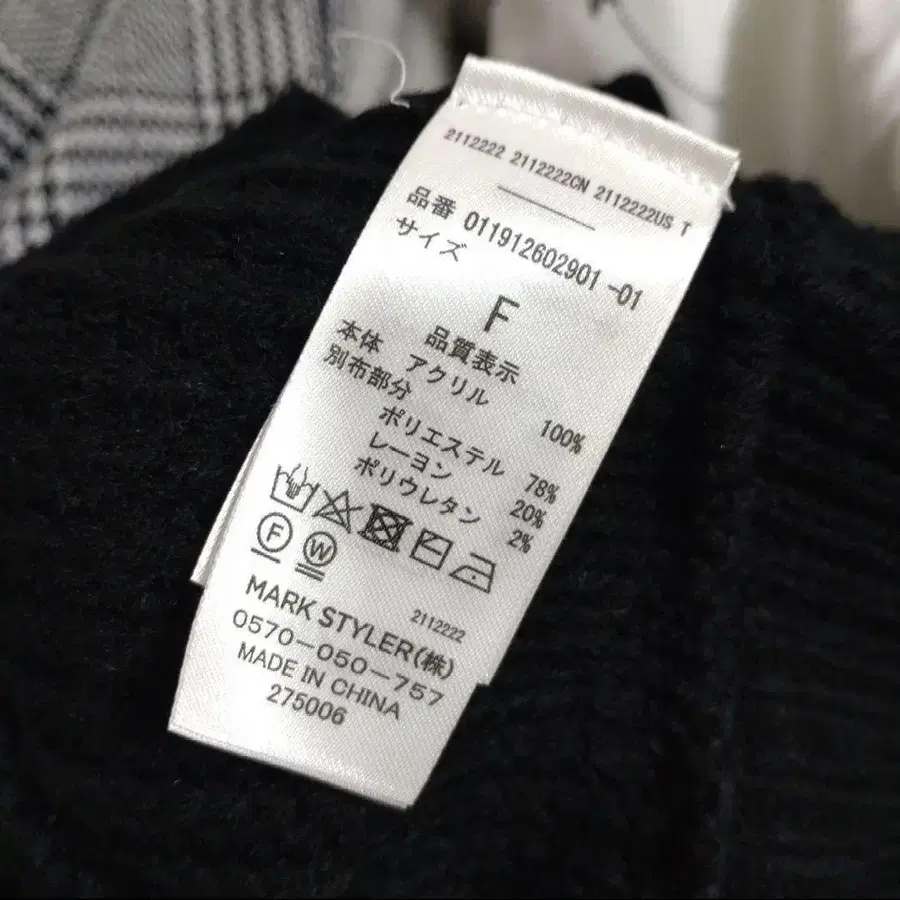 2112222 2112222CN 2112222US T
品番 011912602901 -01
サイズ
F
品質表示
本体 アクリル 100%
別布部分
ポリエステル 78%
レーヨン 20%
ポリウレタン 2%
F W
2112222
MARK STYLER(株)
0570-050-757
MADE IN CHINA
275006